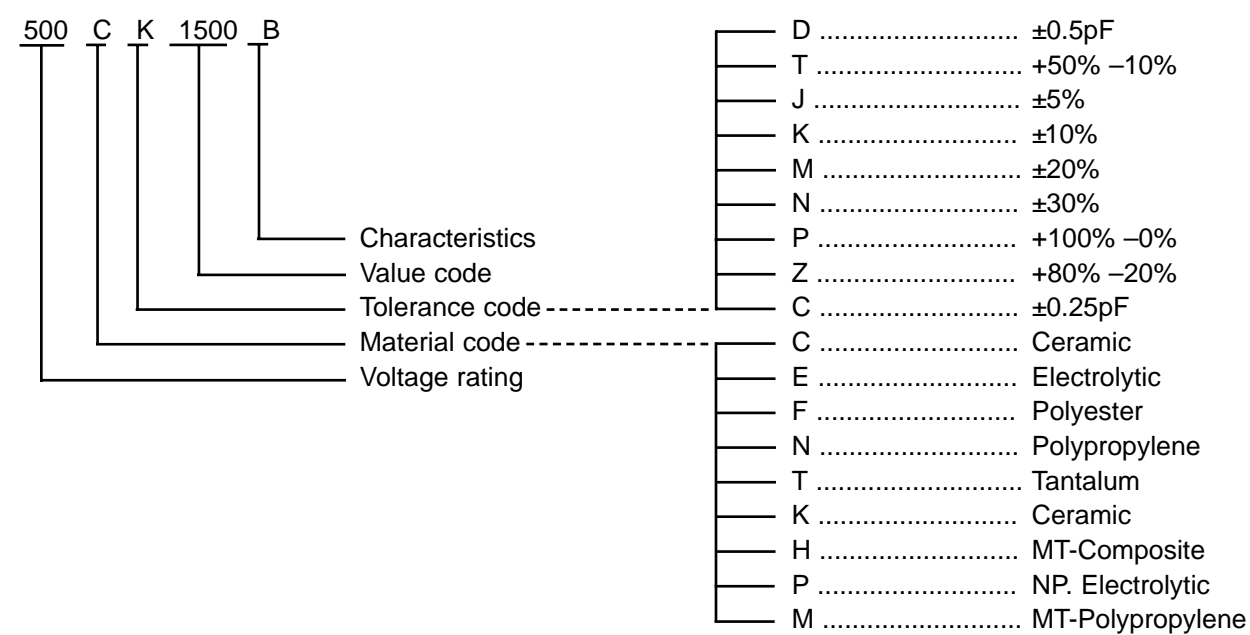 500 C K 1500 B
Characteristics
Value code
Tolerance code
Material code
Voltage rating
D ........................... ±0.5pF
T ............................ +50% –10%
J ............................ ±5%
K ........................... ±10%
M ........................... ±20%
N ........................... ±30%
P ........................... +100% –0%
Z ........................... +80% –20%
C ........................... ±0.25pF
C ........................... Ceramic
E ........................... Electrolytic
F ........................... Polyester
N ........................... Polypropylene
T ............................ Tantalum
K ........................... Ceramic
H ........................... MT-Composite
P ........................... NP. Electrolytic
M ........................... MT-Polypropylene